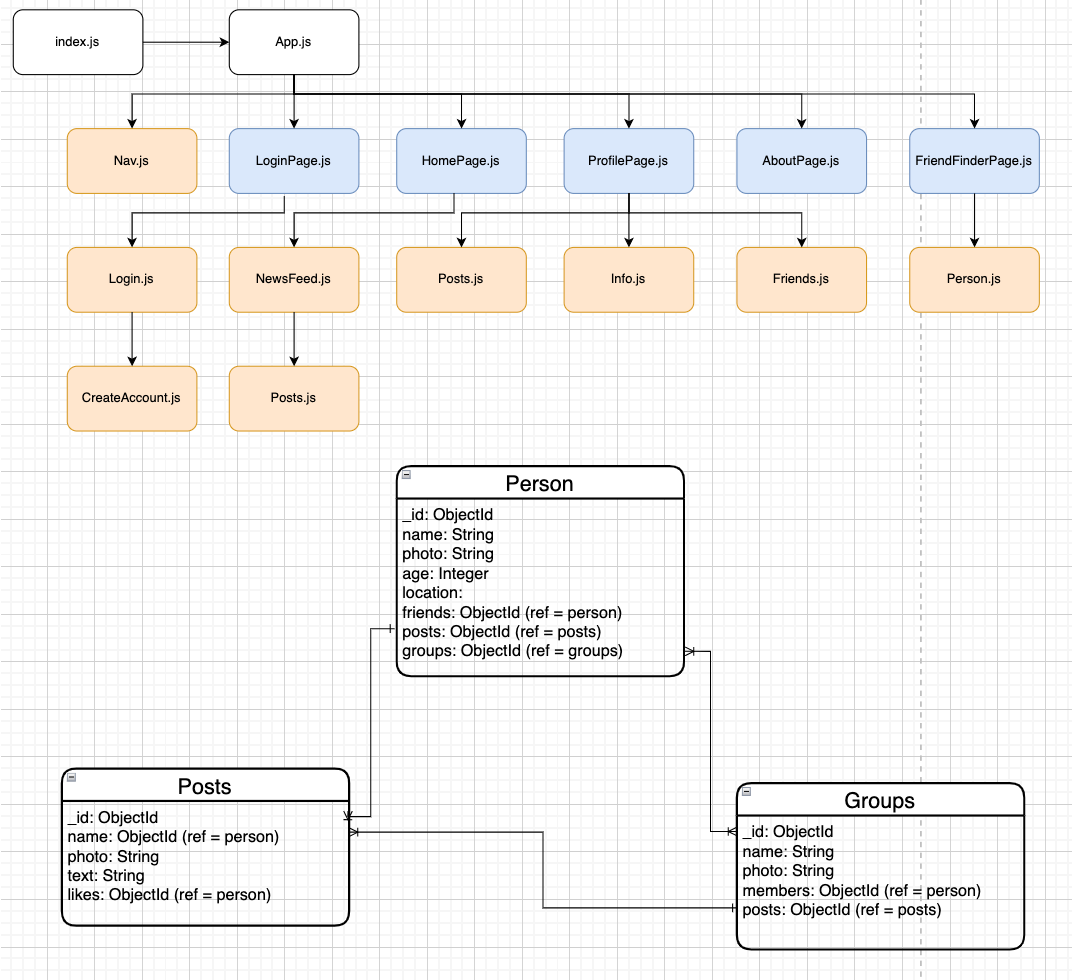 index.js
App.js
Nav.js
LoginPage.js
HomePage.js
ProfilePage.js
AboutPage.js
FriendFinderPage.js
Login.js
NewsFeed.js
Posts.js
Info.js
Friends.js
Person.js
CreateAccount.js
Posts.js
Person
_id: ObjectId
name: String
photo: String
age: Integer
location:
friends: ObjectId (ref = person)
posts: ObjectId (ref = posts)
groups: ObjectId (ref = groups)
Posts
_id: ObjectId
name: ObjectId (ref = person)
photo: String
text: String
likes: ObjectId (ref = person)
Groups
_id: ObjectId
name: String
photo: String
members: ObjectId (ref = person)
posts: ObjectId (ref = posts)